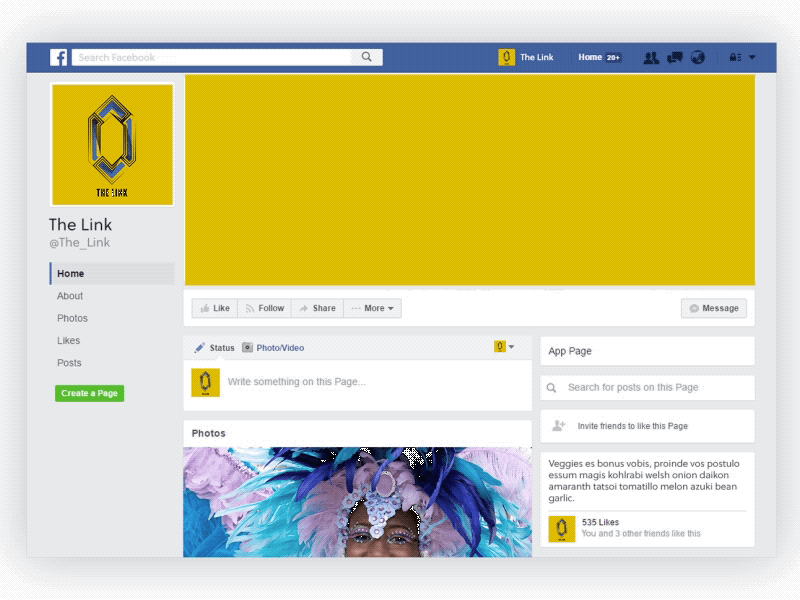 Search Facebook
The Link
Home 20+
THE LINK
The Link
@The_Link
Home
About
Photos
Likes
Posts
Create a Page
Like
Follow
Share
More
Message
Status
Photo/Video
Write something on this Page...
Photos
App Page
Search for posts on this Page
Invite friends to like this Page
Veggies es bonus vobis, proinde vos postulo
essum magis kohlrabi welsh onion daikon
amaranth tatsoi tomatillo melon azuki bean
garlic.
535 Likes
You and 3 other friends like this